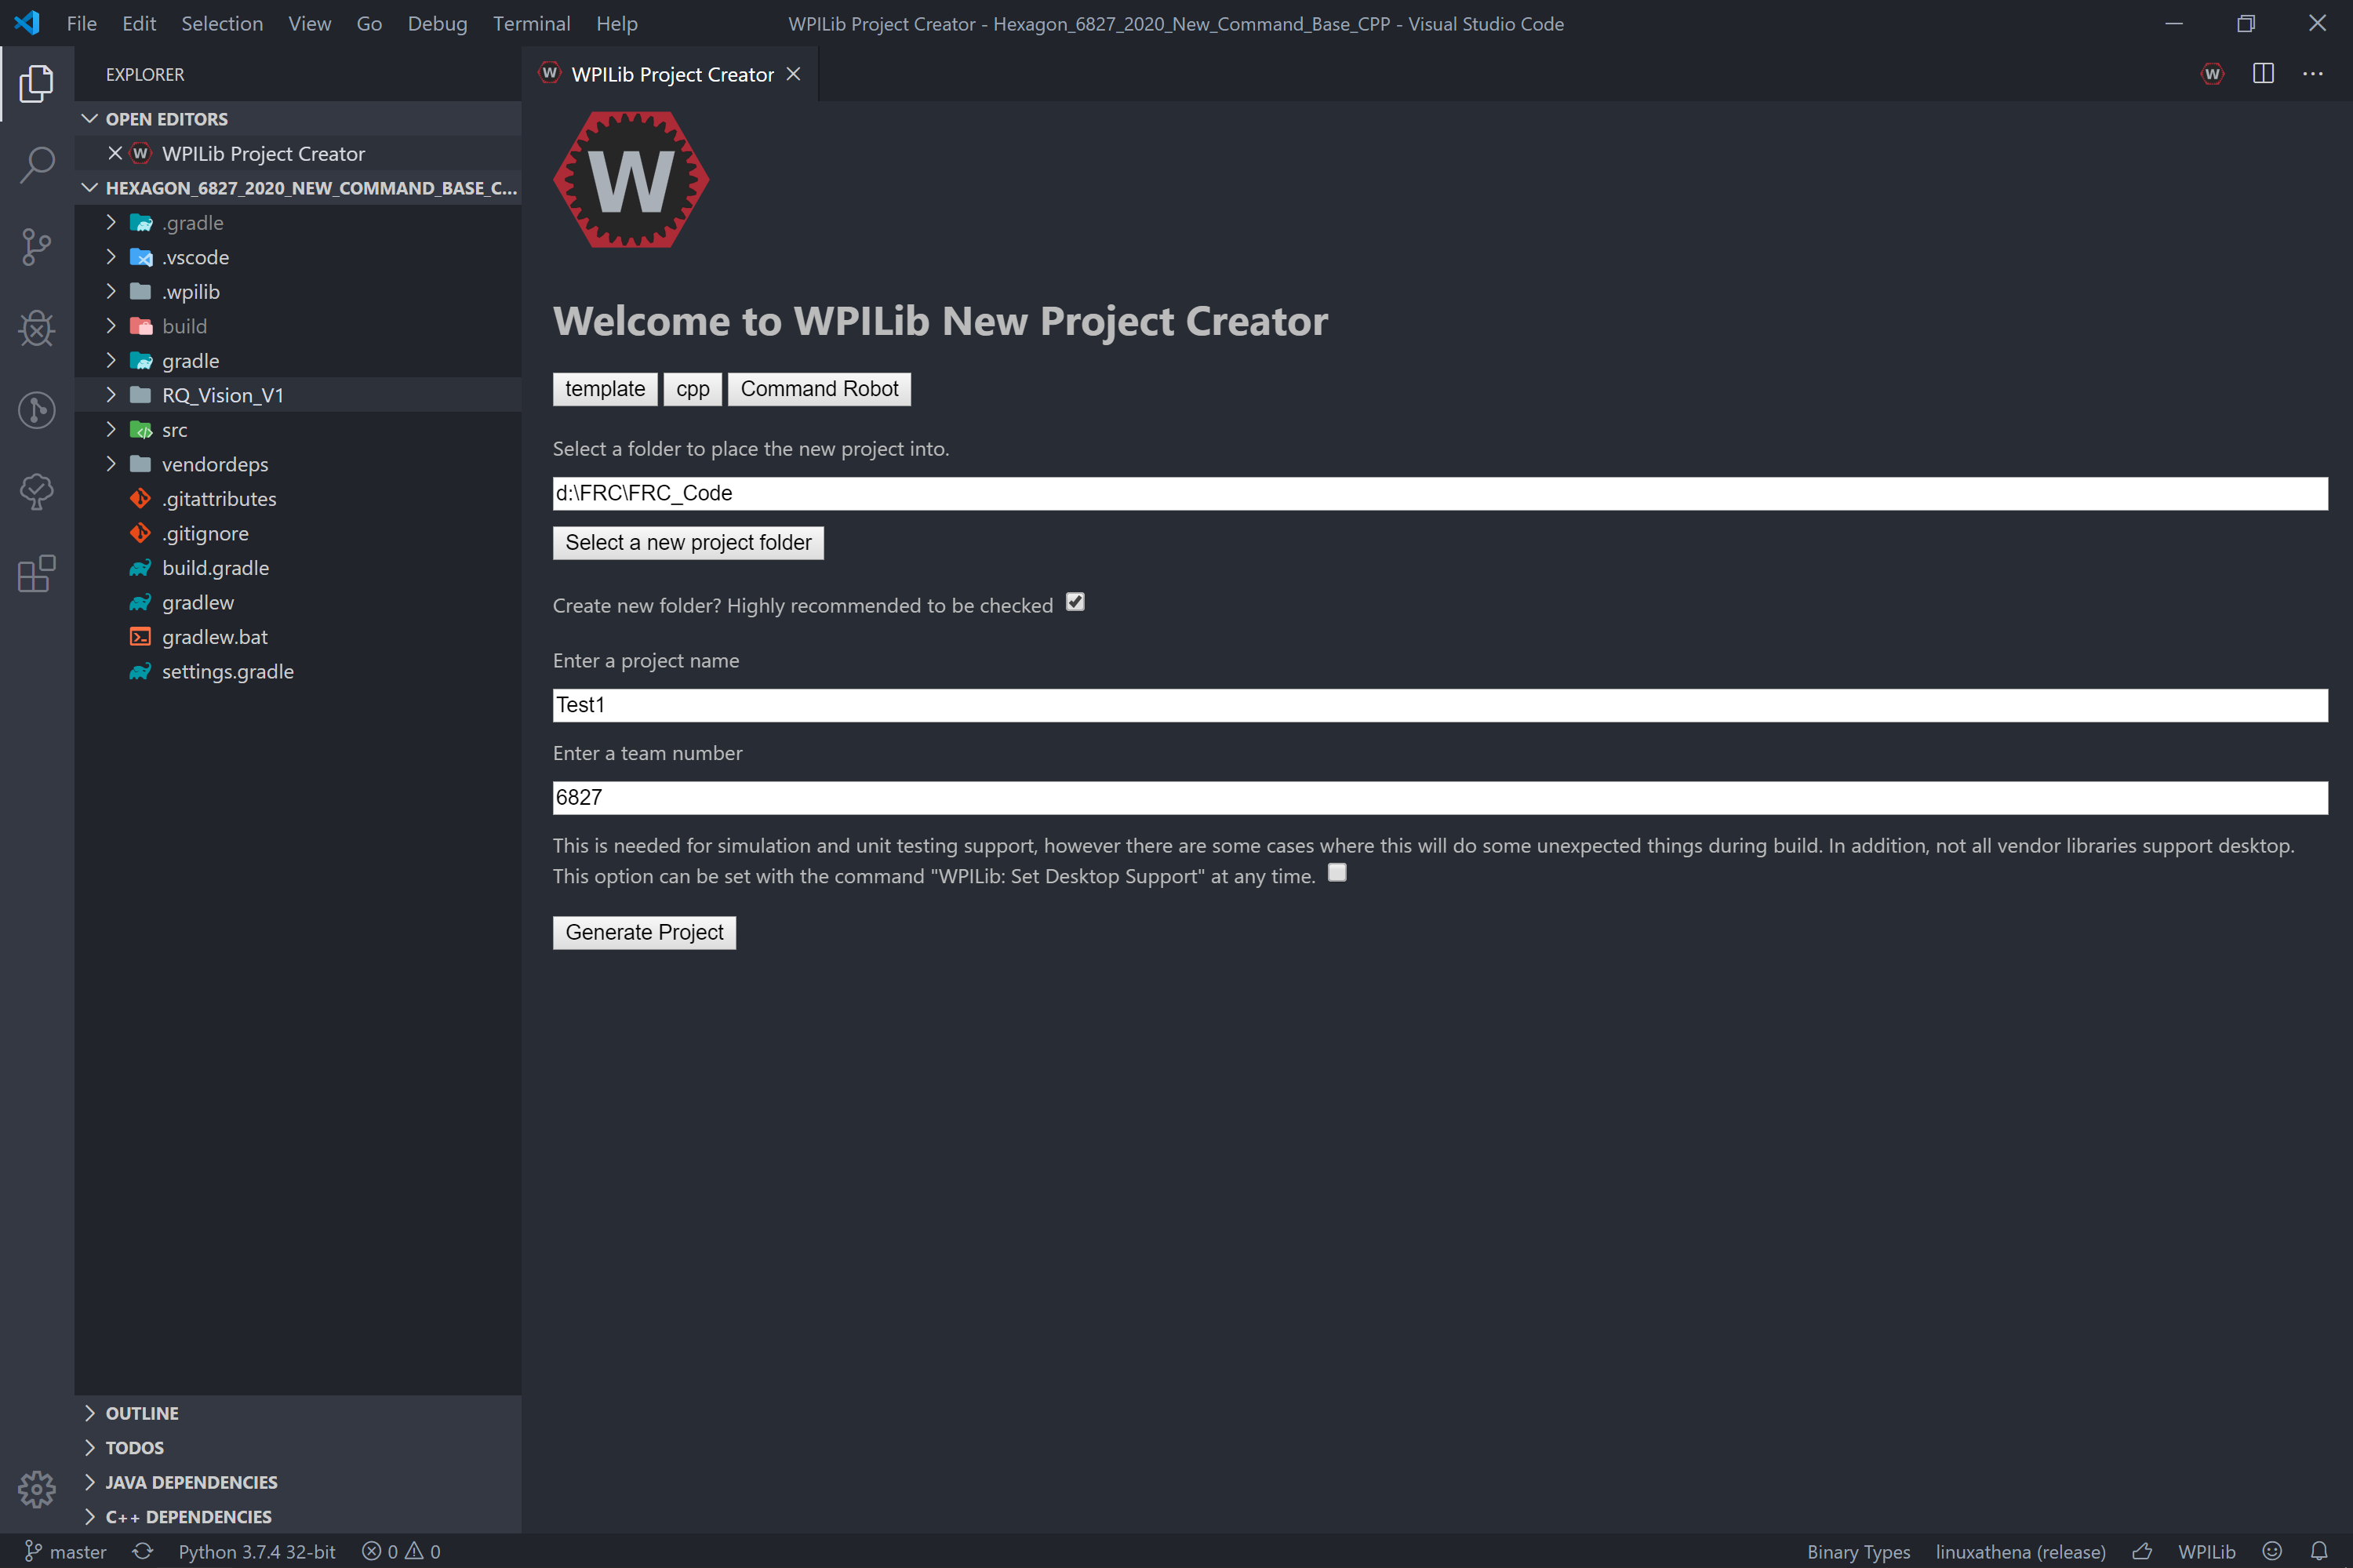 File Edit Selection View Go Debug Terminal Help WPILib Project Creator - Hexagon_6827_2020_New_Command_Base_CPP - Visual Studio Code
EXPLORER
OPEN EDITORS
W WPILib Project Creator
HEXAGON_6827_2020_NEW_COMMAND_BASE_C...
.gradle
.vscode
.wpilib
build
gradle
RQ_Vision_V1
src
vendordeps
.gitattributes
.gitignore
build.gradle
gradlew
gradlew.bat
settings.gradle
OUTLINE
TODOS
JAVA DEPENDENCIES
C++ DEPENDENCIES
W WPILib Project Creator W
W
Welcome to WPILib New Project Creator
template cpp Command Robot
Select a folder to place the new project into.
d:\FRC\FRC_Code
Select a new project folder
Create new folder? Highly recommended to be checked
Enter a project name
Test1
Enter a team number
6827
This is needed for simulation and unit testing support, however there are some cases where this will do some unexpected things during build. In addition, not all vendor libraries support desktop.
This option can be set with the command "WPILib: Set Desktop Support" at any time.
Generate Project
master Python 3.7.4 32-bit 0 0 Binary Types linuxathena (release) WPILib